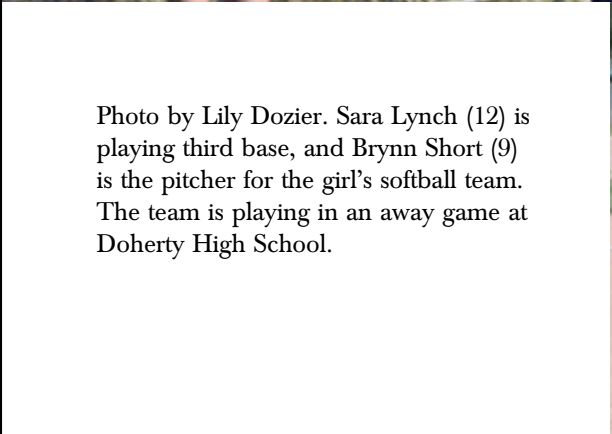 Photo by Lily Dozier. Sara Lynch (12) is
playing third base, and Brynn Short (9)
is the pitcher for the girl’s softball team.
The team is playing in an away game at
Doherty High School.